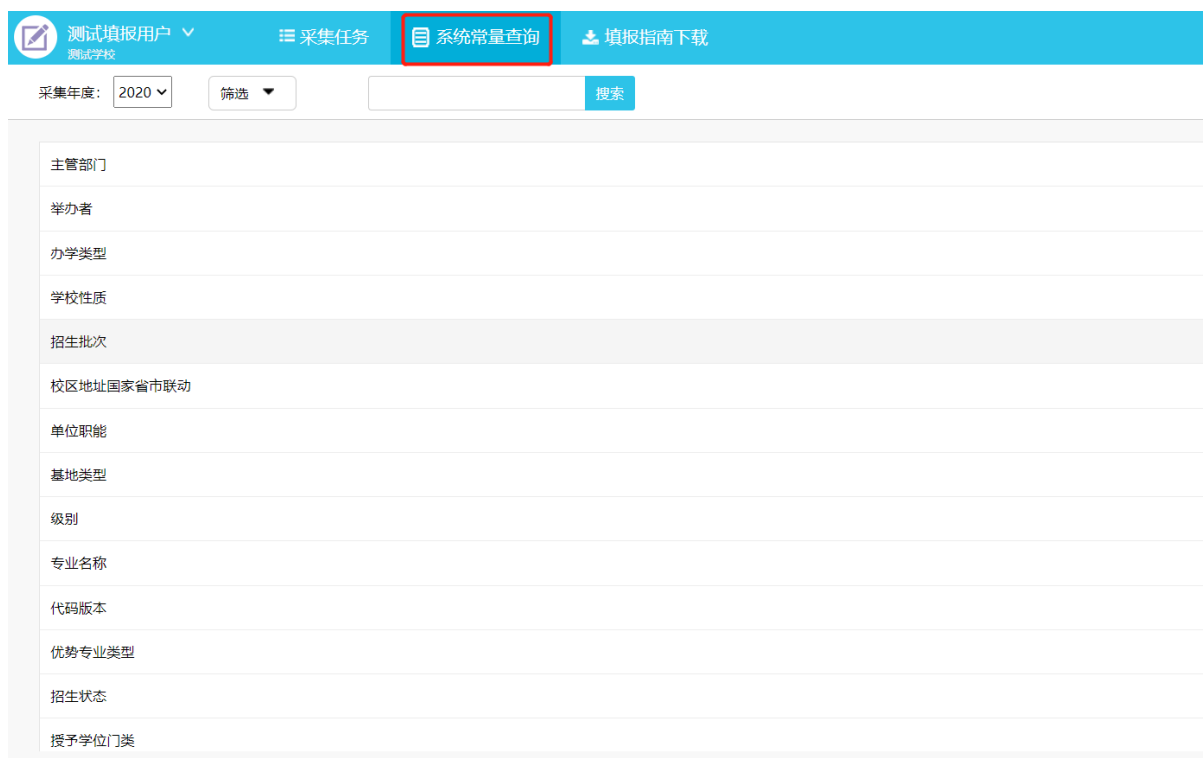 测试填报用户 采集任务 系统常量查询 填报指南下载
测试学校
采集年度： 2020 筛选 搜索
主管部门
举办者
办学类型
学校性质
招生批次
校区地址国家省市联动
单位职能
基地类型
级别
专业名称
代码版本
优势专业类型
招生状态
授予学位门类